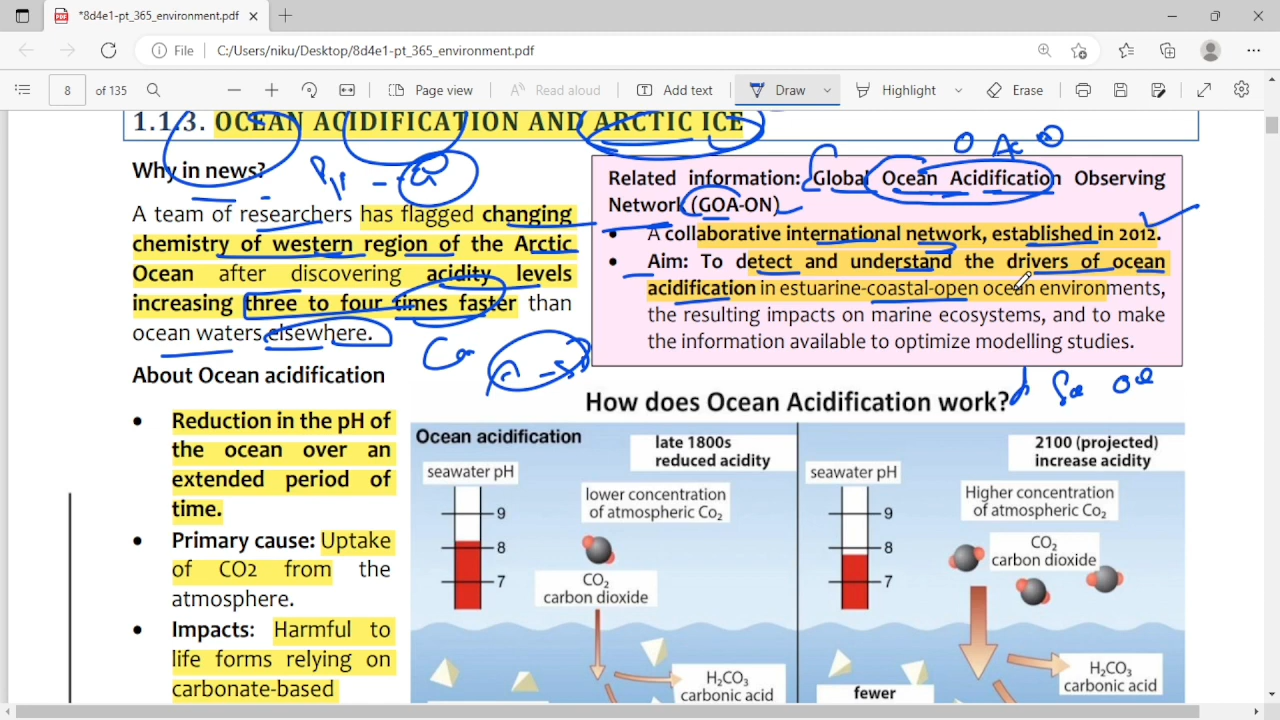 *8d4e1-pt_365_environment.pdf
File
C:/Users/niku/Desktop/8d4e1-pt_365_environment.pdf
8 of 135
Page view
Read aloud
Add text
Draw
Highlight
Erase
1.1.3. OCEAN ACIDIFICATION AND ARCTIC ICE
Why in news?
A team of researchers has flagged changing
chemistry of western region of the Arctic
Ocean after discovering acidity levels
increasing three to four times faster than
ocean waters elsewhere.
About Ocean acidification
• Reduction in the pH of
the ocean over an
extended period of
time.
• Primary cause: Uptake
of CO2 from the
atmosphere.
• Impacts: Harmful to
life forms relying on
carbonate-based
Related information: Global Ocean Acidification Observing
Network (GOA-ON)
• A collaborative international network, established in 2012.
• Aim: To detect and understand the drivers of ocean
acidification in estuarine-coastal-open ocean environments,
the resulting impacts on marine ecosystems, and to make
the information available to optimize modelling studies.
How does Ocean Acidification work?
Ocean acidification
late 1800s
reduced acidity
seawater pH
9
8
7
lower concentration
of atmospheric Co₂
CO₂
carbon dioxide
H₂CO₃
carbonic acid
2100 (projected)
increase acidity
seawater pH
9
8
7
Higher concentration
of atmospheric Co₂
CO₂
carbon dioxide
H₂CO₃
carbonic acid
fewer